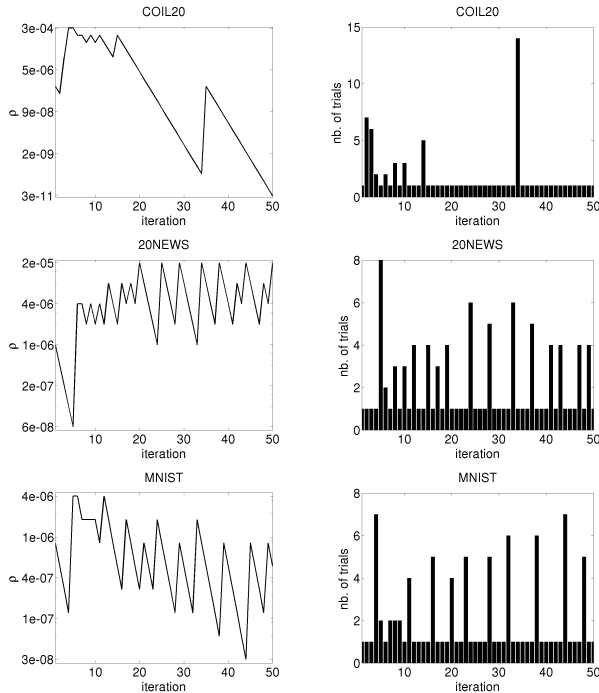 COIL20
COIL20
3e-04
5e-06
9e-08
2e-09
3e-11
ρ
10 20 30 40 50
iteration
15
10
5
0
nb. of trials
10 20 30 40 50
iteration
20NEWS
20NEWS
2e-05
4e-06
1e-06
2e-07
6e-08
ρ
10 20 30 40 50
iteration
8
6
4
2
0
nb. of trials
10 20 30 40 50
iteration
MNIST
MNIST
4e-06
1e-06
4e-07
1e-07
3e-08
ρ
10 20 30 40 50
iteration
8
6
4
2
0
nb. of trials
10 20 30 40 50
iteration